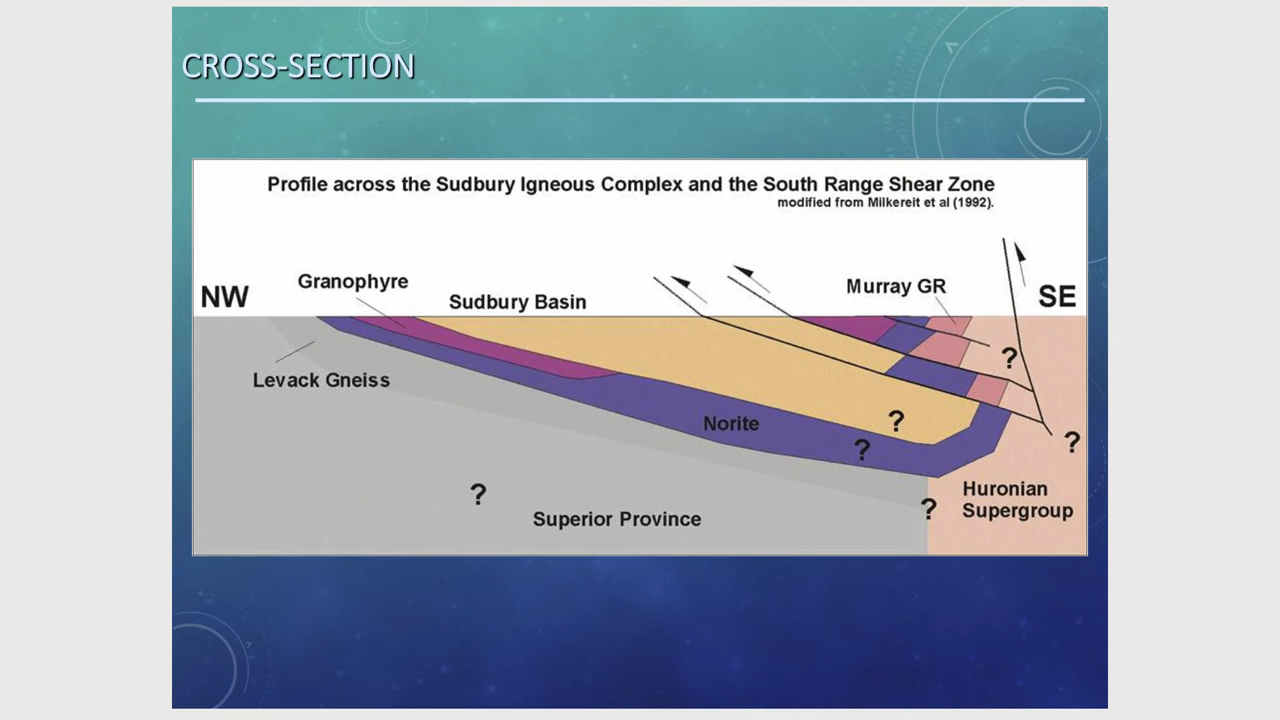 CROSS-SECTION
Profile across the Sudbury Igneous Complex and the South Range Shear Zone
modified from Milkereit et al (1992).
NW
Granophyre
Sudbury Basin
Murray GR
SE
Levack Gneiss
?
Norite
?
?
?
?
Superior Province
?
Huronian
Supergroup